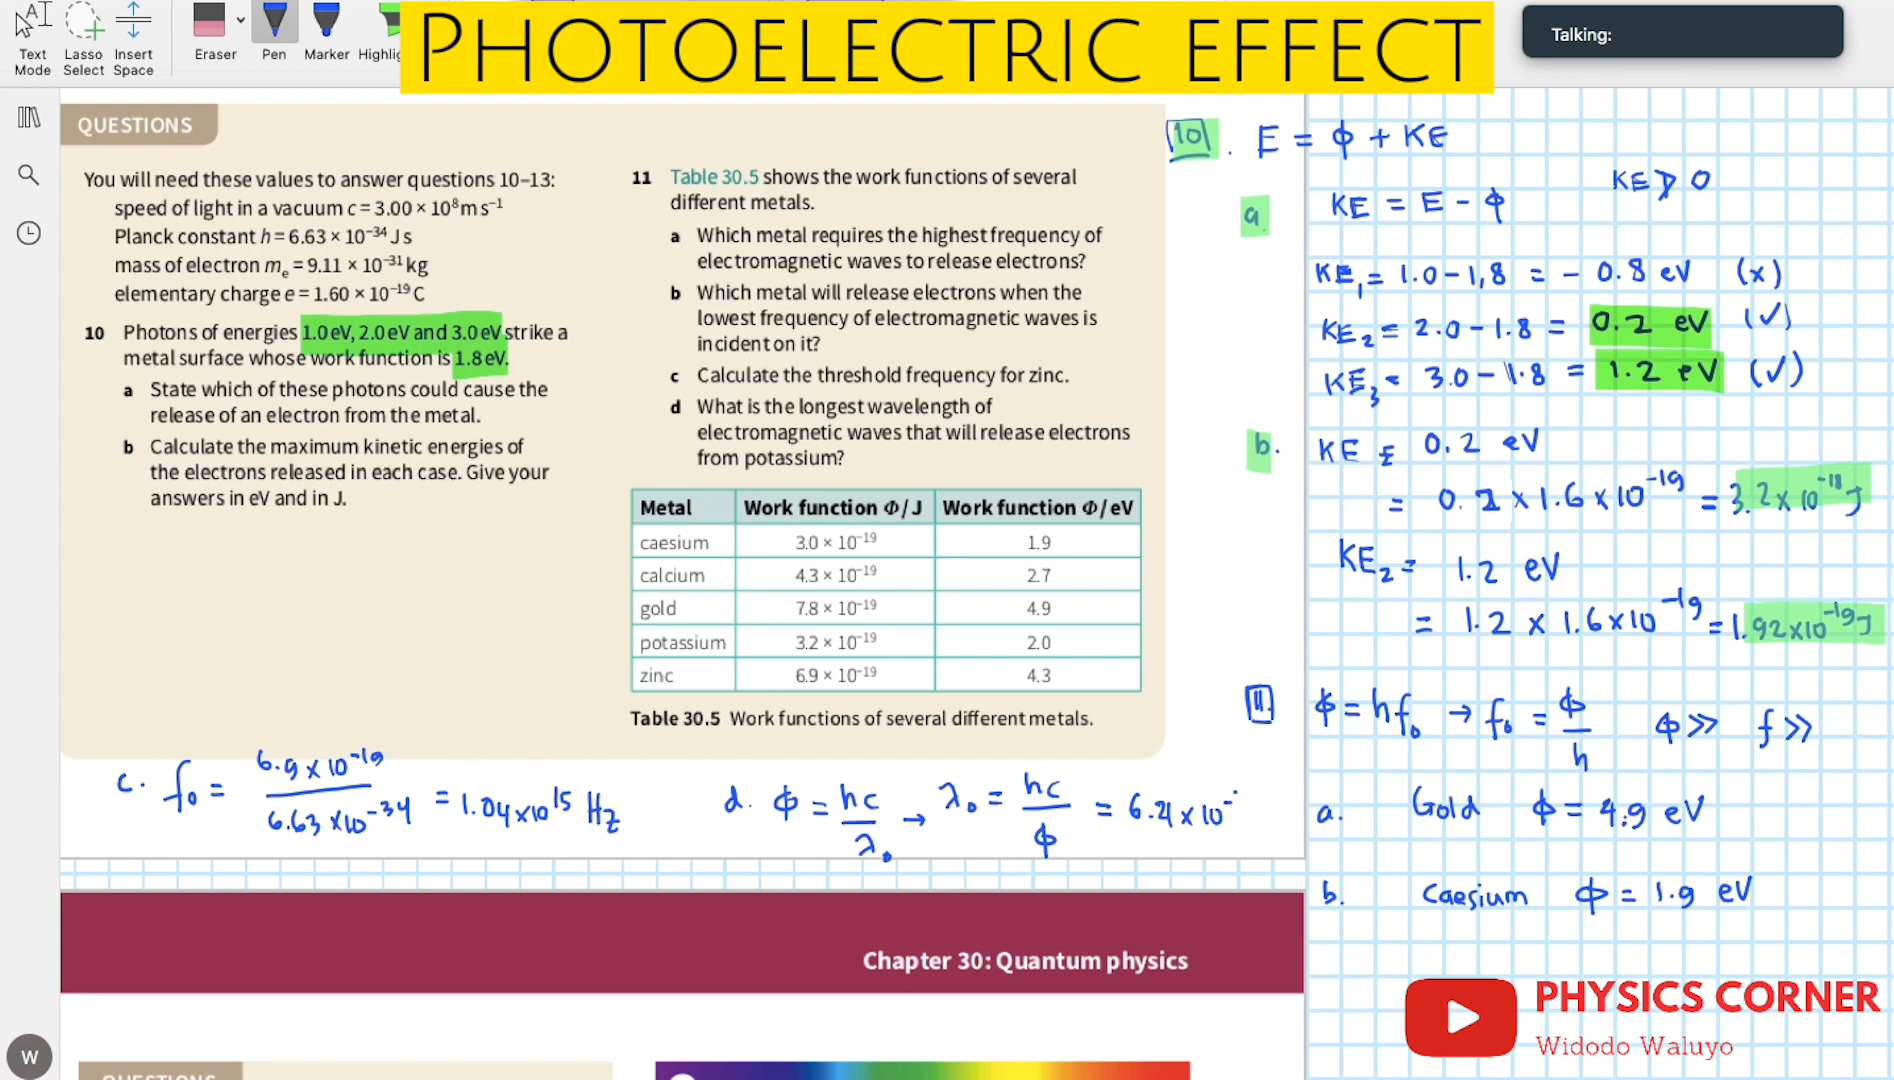 PHOTOELECTRIC EFFECT
Talking:
Text Mode
Lasso Select
Insert Space
Eraser
Pen
Marker
QUESTIONS
You will need these values to answer questions 10–13:
speed of light in a vacuum c = 3.00 × 10⁸ m s⁻¹
Planck constant h = 6.63 × 10⁻³⁴ J s
mass of electron mₑ = 9.11 × 10⁻³¹ kg
elementary charge e = 1.60 × 10⁻¹⁹ C
10 Photons of energies 1.0 eV, 2.0 eV and 3.0 eV strike a
metal surface whose work function is 1.8 eV.
a State which of these photons could cause the
release of an electron from the metal.
b Calculate the maximum kinetic energies of
the electrons released in each case. Give your
answers in eV and in J.
11 Table 30.5 shows the work functions of several
different metals.
a Which metal requires the highest frequency of
electromagnetic waves to release electrons?
b Which metal will release electrons when the
lowest frequency of electromagnetic waves is
incident on it?
c Calculate the threshold frequency for zinc.
d What is the longest wavelength of
electromagnetic waves that will release electrons
from potassium?
Metal Work function Φ/J Work function Φ/eV
caesium 3.0 × 10⁻¹⁹ 1.9
calcium 4.3 × 10⁻¹⁹ 2.7
gold 7.8 × 10⁻¹⁹ 4.9
potassium 3.2 × 10⁻¹⁹ 2.0
zinc 6.9 × 10⁻¹⁹ 4.3
Table 30.5 Work functions of several different metals.
c. f₀ = 6.9 × 10⁻¹⁹ / 6.63 × 10⁻³⁴ = 1.04 × 10¹⁵ Hz
d. ϕ = hc / λ₀ → λ₀ = hc / ϕ = 6.21 × 10⁻
10. E = ϕ + KE
a. KE = E − ϕ KE > 0
KE₁ = 1.0 − 1,8 = − 0.8 eV (x)
KE₂ = 2.0 − 1.8 = 0.2 eV (✓)
KE₃ = 3.0 − 1.8 = 1.2 eV (✓)
b. KE = 0.2 eV
= 0.2 × 1.6 × 10⁻¹⁹ = 3.2 × 10⁻¹⁸ J
KE₂ = 1.2 eV
= 1.2 × 1.6 × 10⁻¹⁹ = 1.92 × 10⁻¹⁹ J
11. ϕ = hf₀ → f₀ = ϕ / h ϕ >> f >>
a. Gold ϕ = 4.9 eV
b. Caesium ϕ = 1.9 eV
Chapter 30: Quantum physics
PHYSICS CORNER
Widodo Waluyo
W